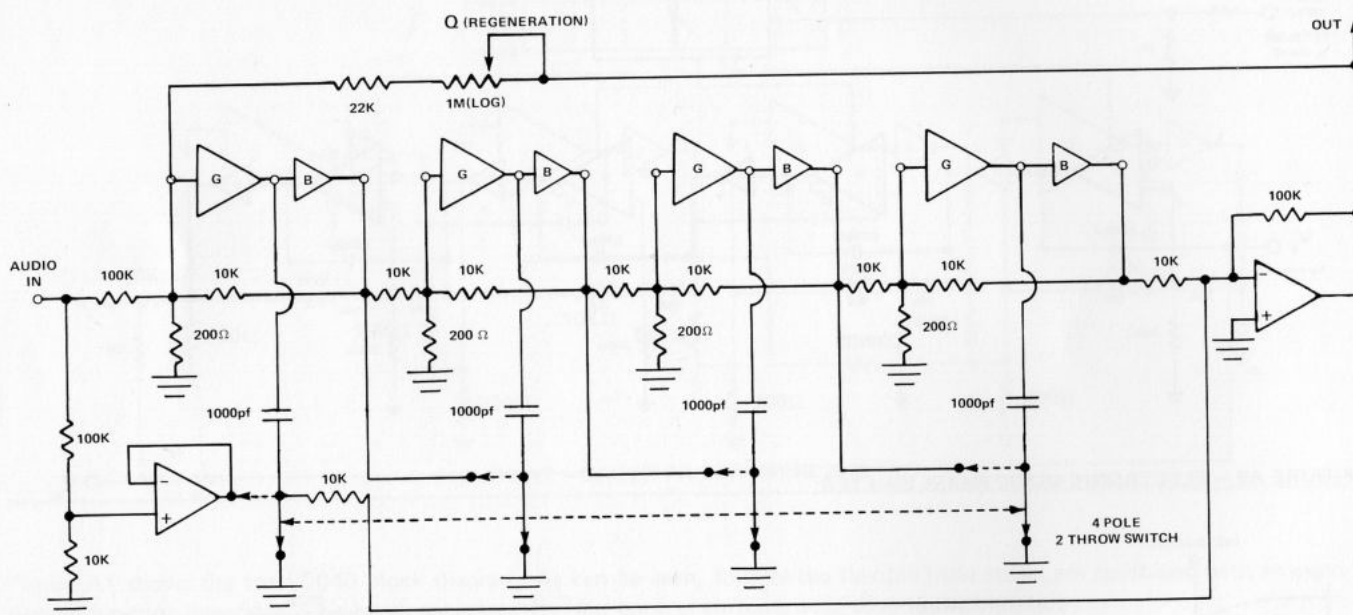 Q (REGENERATION)
OUT
22K
1M(LOG)
G
B
G
B
G
B
G
B
100K
AUDIO
IN
100K
10K
10K
10K
10K
10K
10K
10K
10K
200Ω
200 Ω
200Ω
200Ω
-
+
1000pf
1000pf
1000pf
1000pf
100K
10K
-
+
10K
4 POLE
2 THROW SWITCH